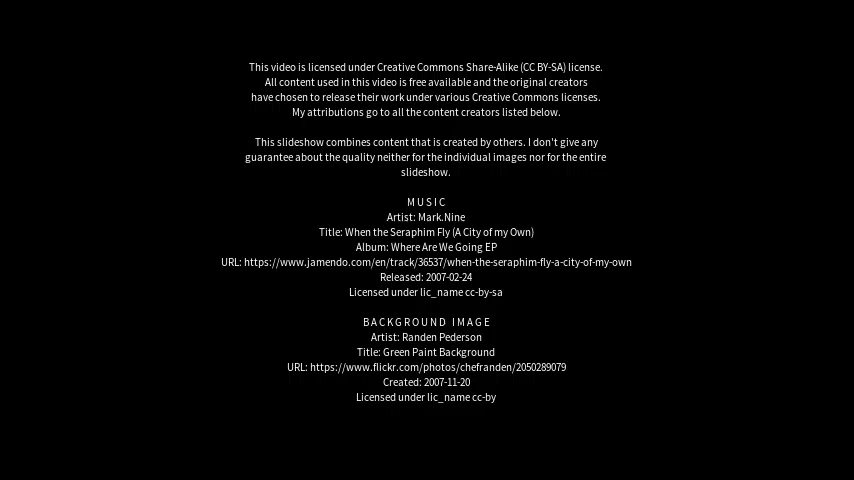 This video is licensed under Creative Commons Share-Alike (CC BY-SA) license.
All content used in this video is free available and the original creators
have chosen to release their work under various Creative Commons licenses.
My attributions go to all the content creators listed below.
This slideshow combines content that is created by others. I don't give any
guarantee about the quality neither for the individual images nor for the entire
slideshow.
M U S I C
Artist: Mark.Nine
Title: When the Seraphim Fly (A City of my Own)
Album: Where Are We Going EP
URL: https://www.jamendo.com/en/track/36537/when-the-seraphim-fly-a-city-of-my-own
Released: 2007-02-24
Licensed under lic_name cc-by-sa
B A C K G R O U N D   I M A G E
Artist: Randen Pederson
Title: Green Paint Background
URL: https://www.flickr.com/photos/chefranden/2050289079
Created: 2007-11-20
Licensed under lic_name cc-by